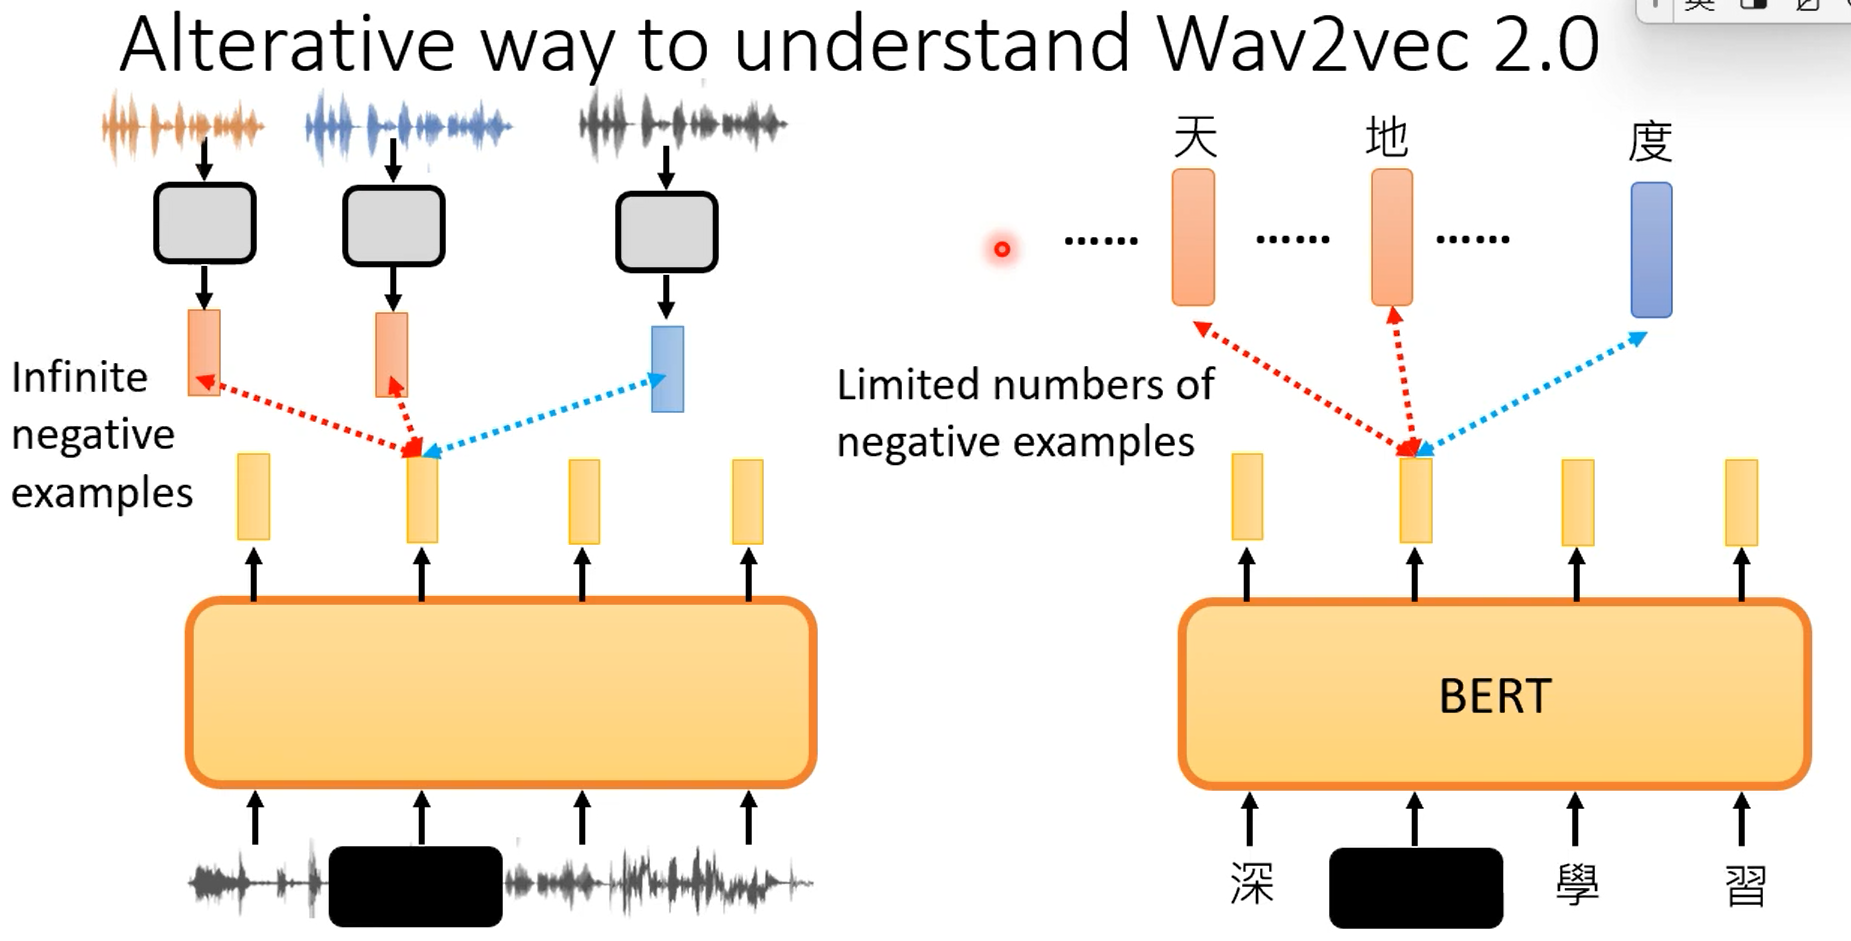 Alterative way to understand Wav2vec 2.0
英
天 地 度
......
......
......
Infinite
negative
examples
Limited numbers of
negative examples
BERT
深 學 習